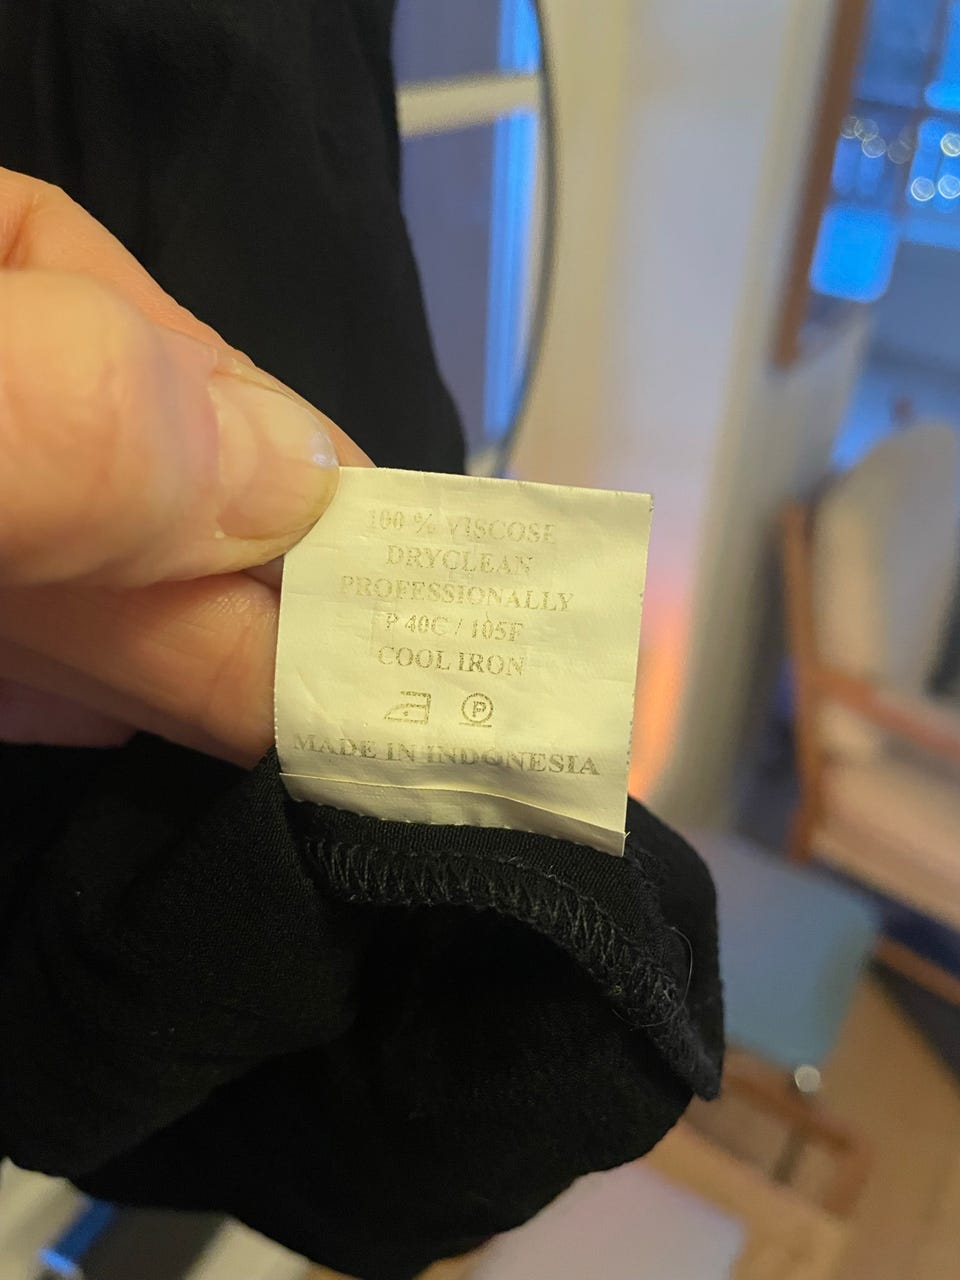 100 % VISCOSE
DRYCLEAN
PROFESSIONALLY
P 40C / 105F
COOL IRON
P
MADE IN INDONESIA